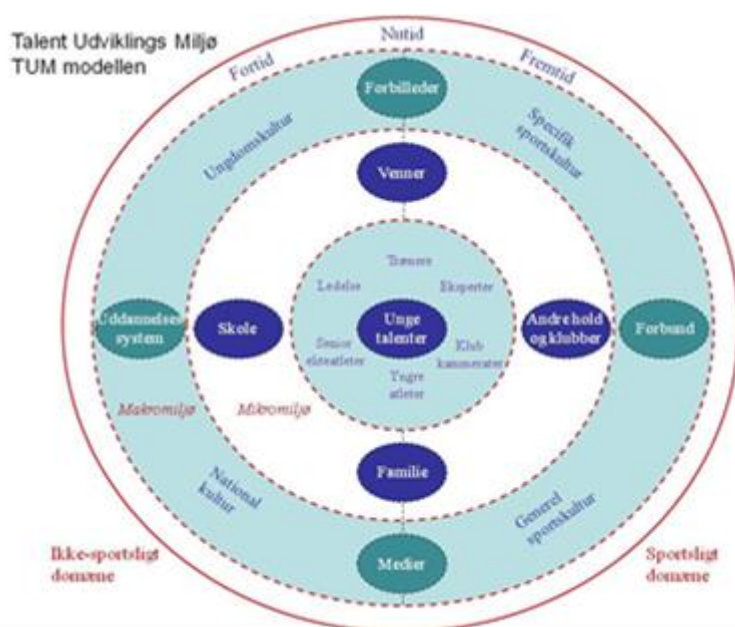 Talent Udviklings Miljø
TUM modellen
Nutid
Fortid
Fremtid
Forbilleder
Ungdomskultur
Specifik
sportskultur
Venner
Trænere
Ledelse
Eksperter
Uddannelses
system
Skole
Unge
talenter
Andre hold
og klubber
Forbund
Senior
eliteatleter
Klub
kammerater
Yngre
atleter
Makromiljø
Mikromiljø
Familie
National
kultur
Generel
sportskultur
Ikke-sportsligt
domæne
Medier
Sportsligt
domæne